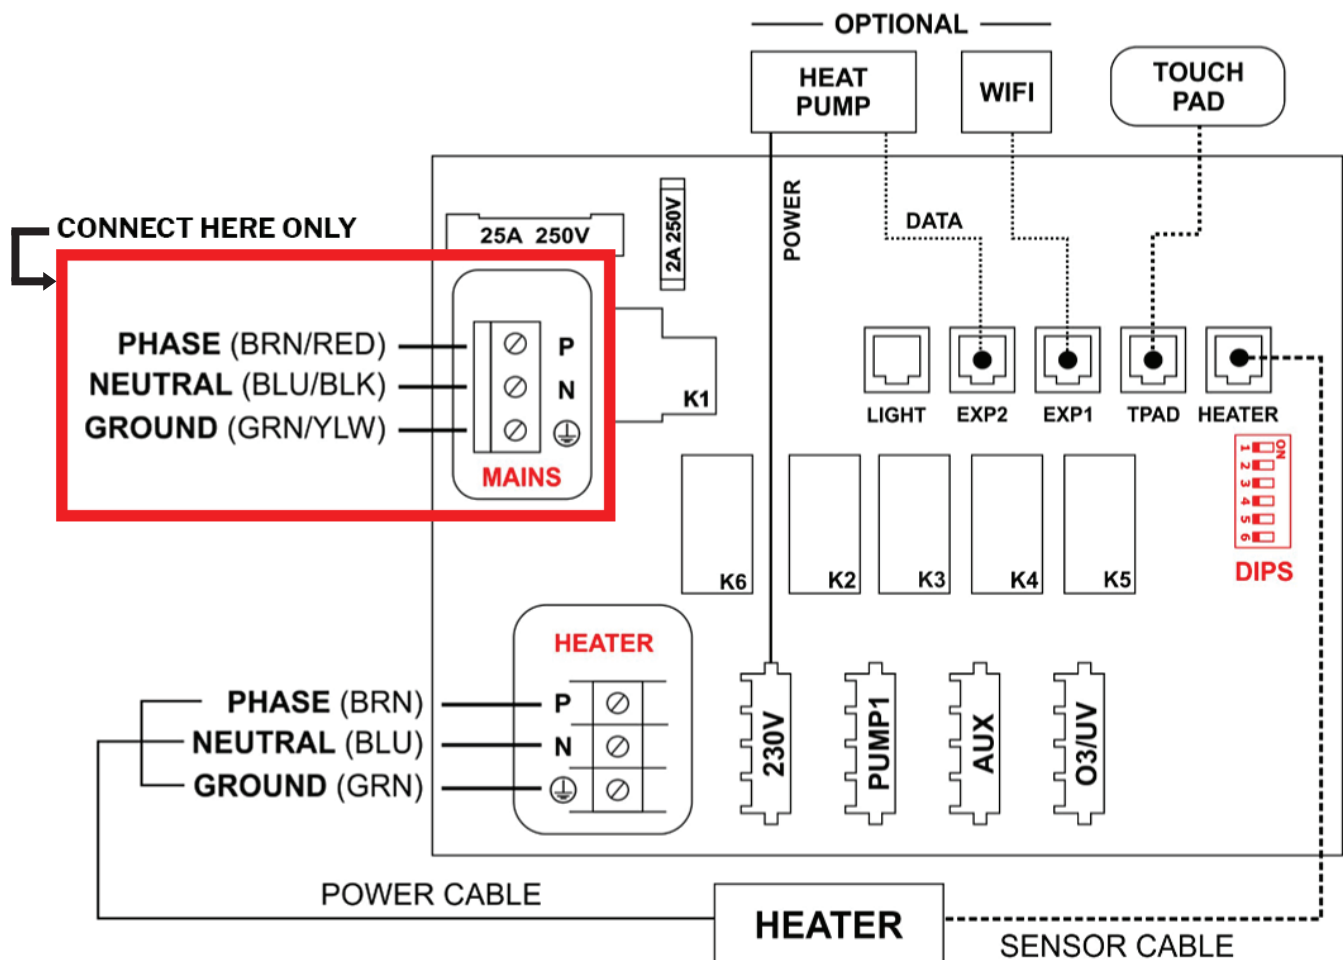 OPTIONAL
HEAT
PUMP
WIFI
TOUCH
PAD
CONNECT HERE ONLY
25A 250V
2A 250V
POWER
DATA
PHASE (BRN/RED)
P
NEUTRAL (BLU/BLK)
N
GROUND (GRN/YLW)
MAINS
K1
LIGHT
EXP2
EXP1
TPAD
HEATER
ON
1
2
3
4
5
6
DIPS
K6
K2
K3
K4
K5
HEATER
PHASE (BRN)
P
NEUTRAL (BLU)
N
GROUND (GRN)
230V
PUMP1
AUX
O3/UV
POWER CABLE
HEATER
SENSOR CABLE